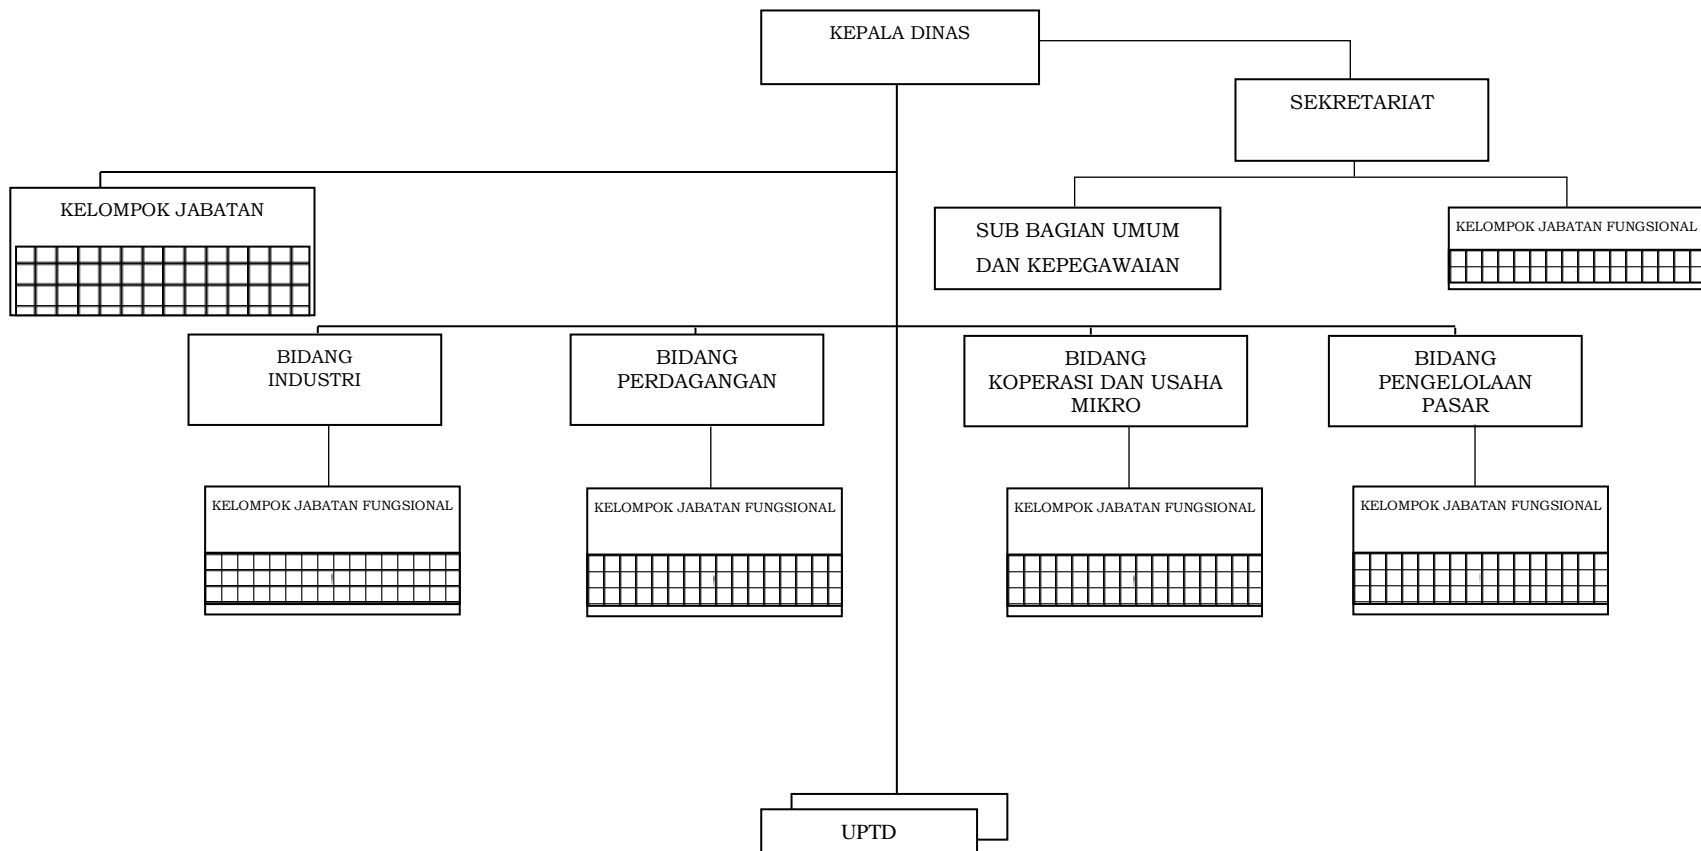 KEPALA DINAS
SEKRETARIAT
KELOMPOK JABATAN
SUB BAGIAN UMUM
DAN KEPEGAWAIAN
KELOMPOK JABATAN FUNGSIONAL
BIDANG
INDUSTRI
BIDANG
PERDAGANGAN
BIDANG
KOPERASI DAN USAHA
MIKRO
BIDANG
PENGELOLAAN
PASAR
KELOMPOK JABATAN FUNGSIONAL
KELOMPOK JABATAN FUNGSIONAL
KELOMPOK JABATAN FUNGSIONAL
KELOMPOK JABATAN FUNGSIONAL
UPTD